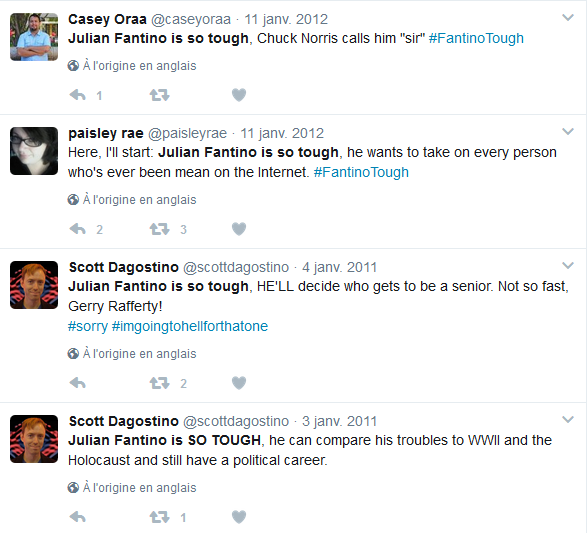 Casey Oraa @caseyoraa · 11 janv. 2012
Julian Fantino is so tough, Chuck Norris calls him "sir" #FantinoTough
À l'origine en anglais
1
paisley rae @paisleyrae · 11 janv. 2012
Here, I'll start: Julian Fantino is so tough, he wants to take on every person
who's ever been mean on the Internet. #FantinoTough
À l'origine en anglais
2 3
Scott Dagostino @scottdagostino · 4 janv. 2011
Julian Fantino is so tough, HE'LL decide who gets to be a senior. Not so fast,
Gerry Rafferty!
#sorry #imgoingtohellforthatone
À l'origine en anglais
2
Scott Dagostino @scottdagostino · 3 janv. 2011
Julian Fantino is SO TOUGH, he can compare his troubles to WWII and the
Holocaust and still have a political career.
À l'origine en anglais
1